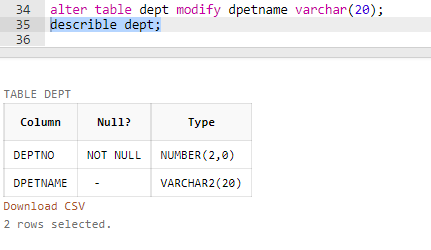 34 alter table dept modify dpetname varchar(20);
35 describle dept;
36
TABLE DEPT
Column Null? Type
DEPTNO NOT NULL NUMBER(2,0)
DPETNAME - VARCHAR2(20)
Download CSV
2 rows selected.